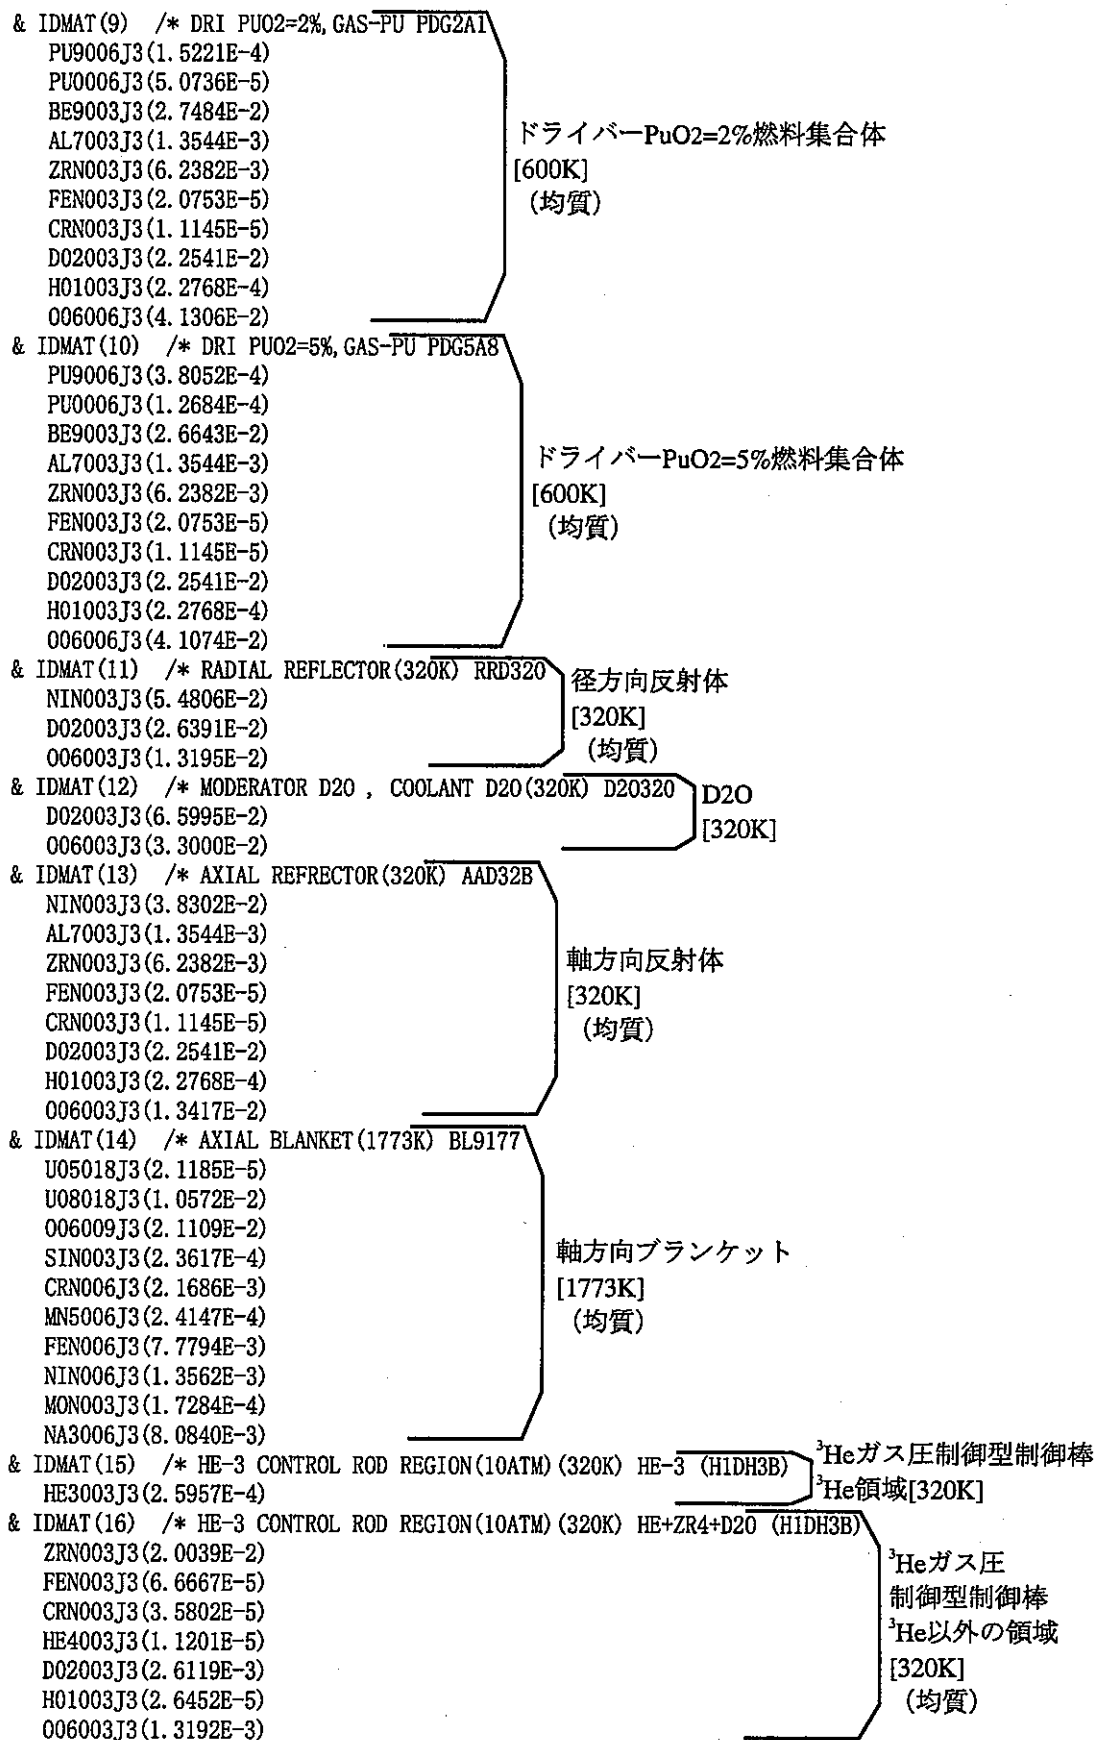 & IDMAT(9)  /* DRI PUO2=2%,GAS-PU PDG2A1
PU9006J3(1.5221E-4)
PU0006J3(5.0736E-5)
BE9003J3(2.7484E-2)
AL7003J3(1.3544E-3)
ZRN003J3(6.2382E-3)
FEN003J3(2.0753E-5)
CRN003J3(1.1145E-5)
D02003J3(2.2541E-2)
H01003J3(2.2768E-4)
O06006J3(4.1306E-2)
ドライバーPuO2=2%燃料集合体
[600K]
(均質)
& IDMAT(10)  /* DRI PUO2=5%,GAS-PU PDG5A8
PU9006J3(3.8052E-4)
PU0006J3(1.2684E-4)
BE9003J3(2.6643E-2)
AL7003J3(1.3544E-3)
ZRN003J3(6.2382E-3)
FEN003J3(2.0753E-5)
CRN003J3(1.1145E-5)
D02003J3(2.2541E-2)
H01003J3(2.2768E-4)
O06006J3(4.1074E-2)
ドライバーPuO2=5%燃料集合体
[600K]
(均質)
& IDMAT(11)  /* RADIAL REFLECTOR(320K) RRD320
NIN003J3(5.4806E-2)
D02003J3(2.6391E-2)
O06003J3(1.3195E-2)
径方向反射体
[320K]
(均質)
& IDMAT(12)  /* MODERATOR D2O , COOLANT D2O(320K) D2O320
D02003J3(6.5995E-2)
O06003J3(3.3000E-2)
D2O
[320K]
& IDMAT(13)  /* AXIAL REFRECTOR(320K) AAD32B
NIN003J3(3.8302E-2)
AL7003J3(1.3544E-3)
ZRN003J3(6.2382E-3)
FEN003J3(2.0753E-5)
CRN003J3(1.1145E-5)
D02003J3(2.2541E-2)
H01003J3(2.2768E-4)
O06003J3(1.3417E-2)
軸方向反射体
[320K]
(均質)
& IDMAT(14)  /* AXIAL BLANKET(1773K) BL9177
U05018J3(2.1185E-5)
U08018J3(1.0572E-2)
O06009J3(2.1109E-2)
SIN003J3(2.3617E-4)
CRN006J3(2.1686E-3)
MN5006J3(2.4147E-4)
FEN006J3(7.7794E-3)
NIN006J3(1.3562E-3)
MON003J3(1.7284E-4)
NA3006J3(8.0840E-3)
軸方向ブランケット
[1773K]
(均質)
& IDMAT(15)  /* HE-3 CONTROL ROD REGION(10ATM)(320K) HE-3 (H1DH3B)
HE3003J3(2.5957E-4)
³Heガス圧制御型制御棒
³He領域[320K]
& IDMAT(16)  /* HE-3 CONTROL ROD REGION(10ATM)(320K) HE+ZR4+D2O (H1DH3B)
ZRN003J3(2.0039E-2)
FEN003J3(6.6667E-5)
CRN003J3(3.5802E-5)
HE4003J3(1.1201E-5)
D02003J3(2.6119E-3)
H01003J3(2.6452E-5)
O06003J3(1.3192E-3)
³Heガス圧
制御型制御棒
³He以外の領域
[320K]
(均質)